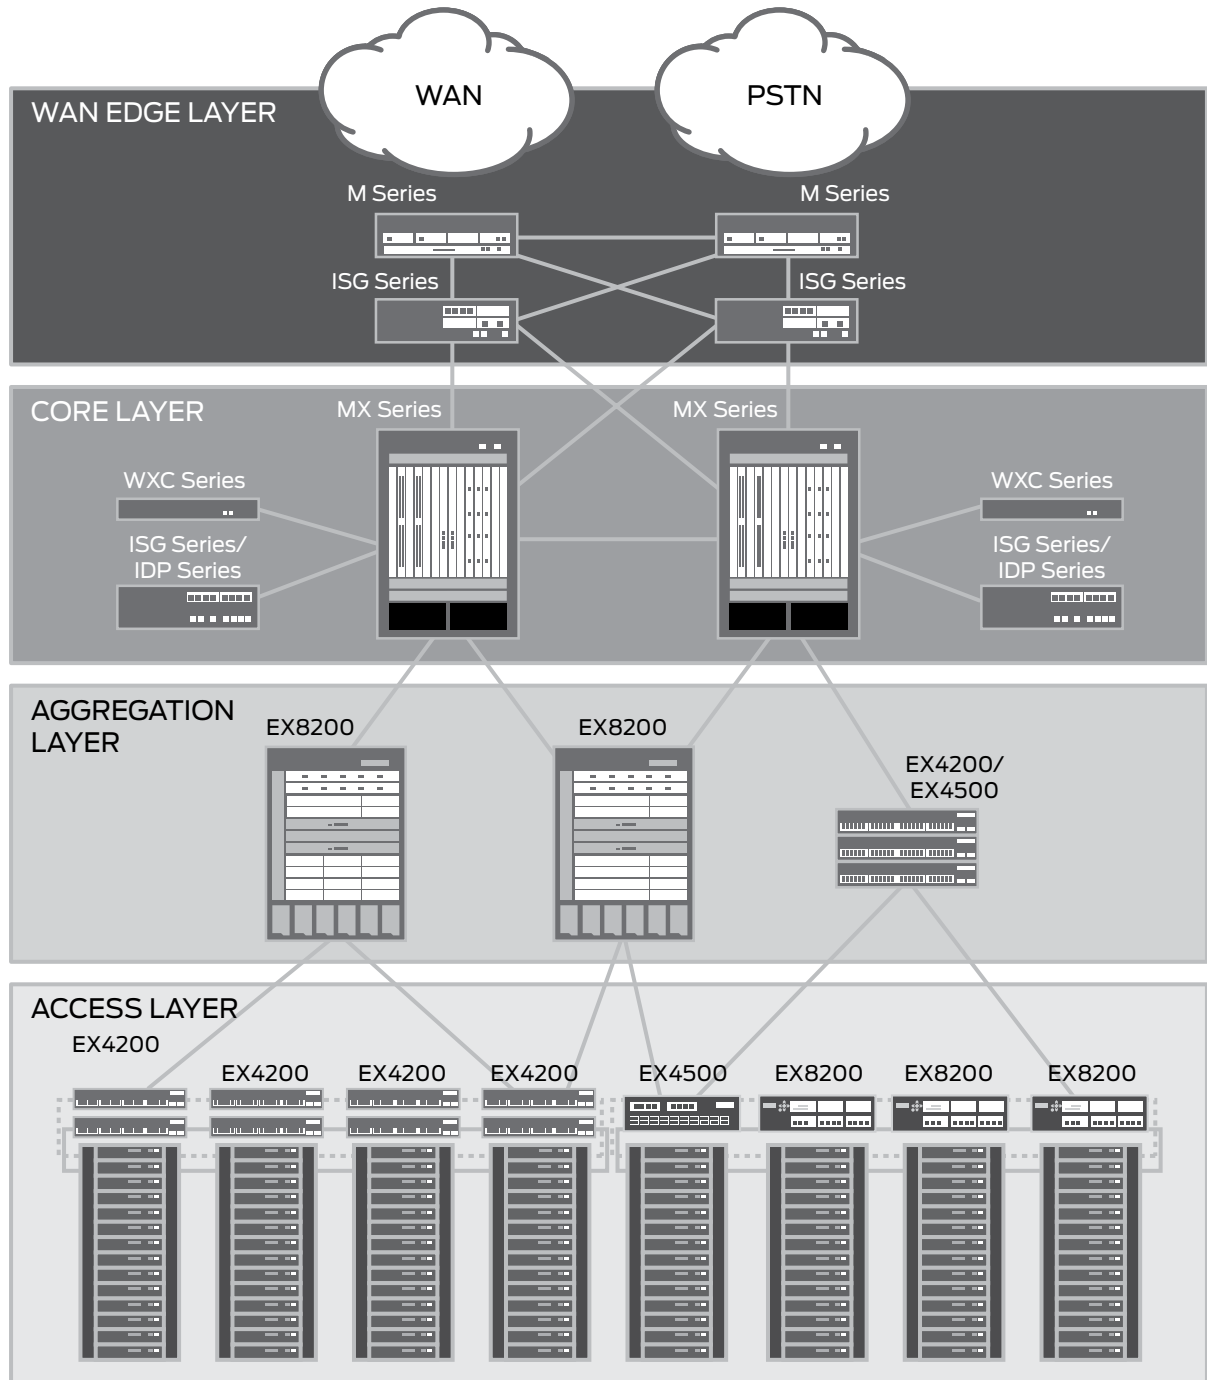 WAN
PSTN
WAN EDGE LAYER
M Series
M Series
ISG Series
ISG Series
CORE LAYER
MX Series
MX Series
WXC Series
WXC Series
ISG Series/
IDP Series
ISG Series/
IDP Series
AGGREGATION
LAYER
EX8200
EX8200
EX4200/
EX4500
ACCESS LAYER
EX4200
EX4200
EX4200
EX4200
EX4500
EX8200
EX8200
EX8200